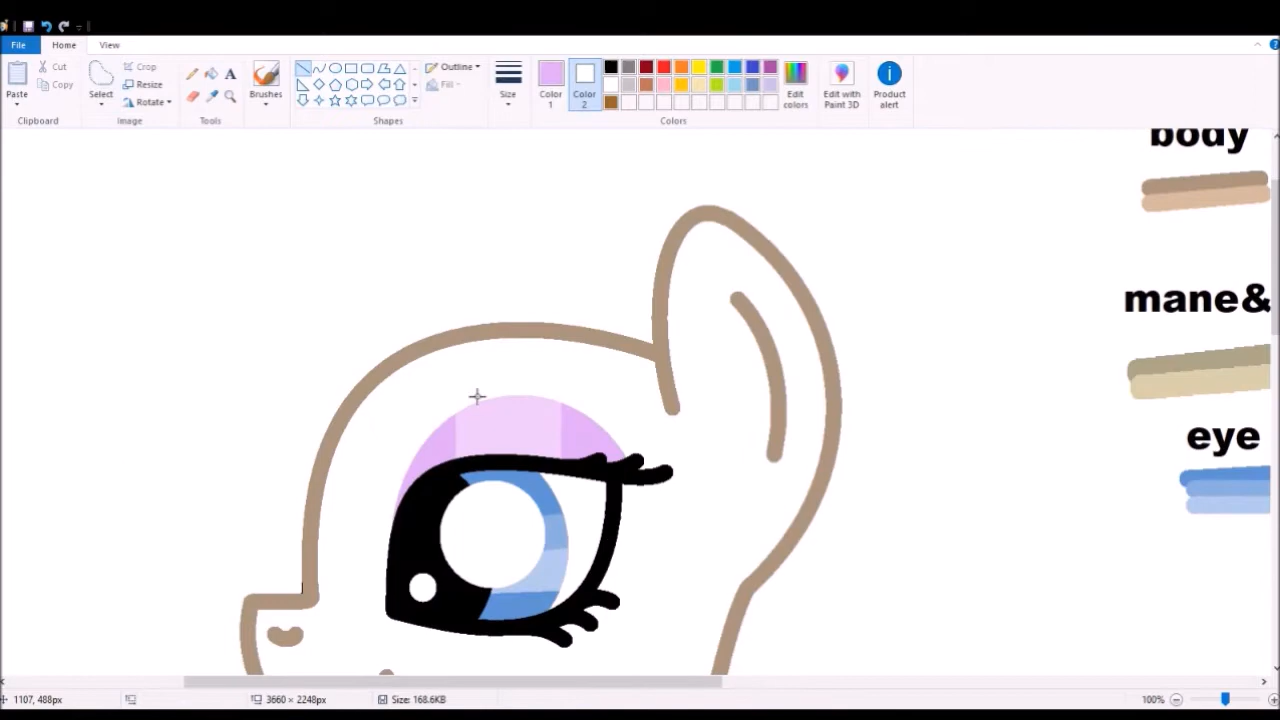 File Home View
Paste
Cut
Copy
Clipboard
Select
Crop
Resize
Rotate
Image
Tools
Brushes
Outline
Fill
Shapes
Size
Color 1
Color 2
Edit colors
Colors
Edit with Paint 3D
Product alert
body
mane&
eye
1107, 488px
3660 × 2248px
Size: 168.6KB
100%